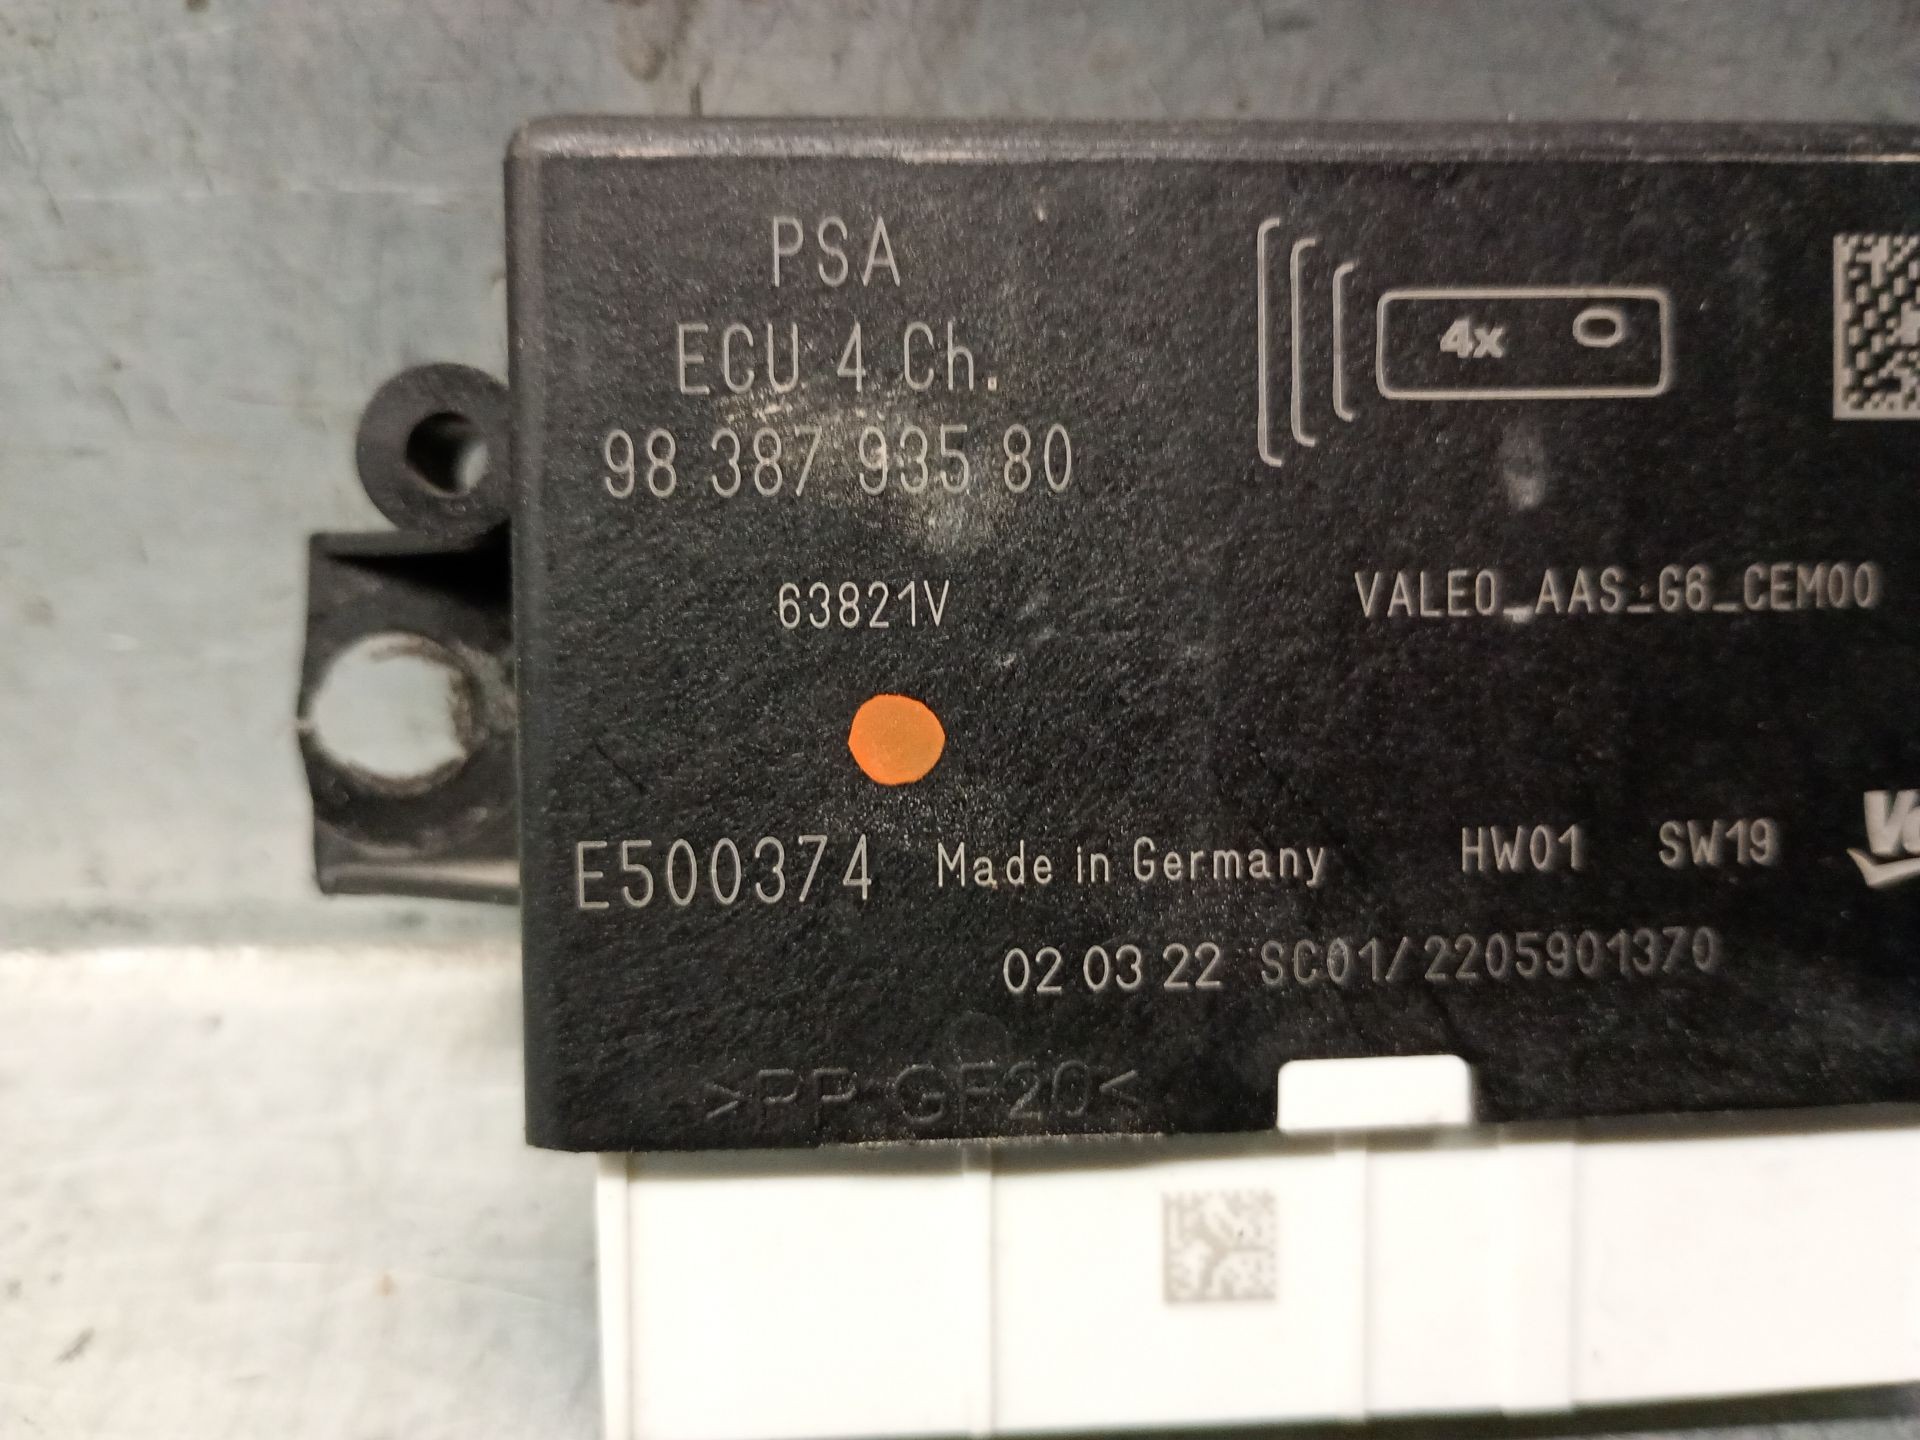 PSA
ECU 4 Ch.
98 387 935 80
4x
63821V
VALEO_AAS_G6_CEM00
E500374 Made in Germany HW01 SW19
02 03 22 SC01/2205901370
>PP GF20<